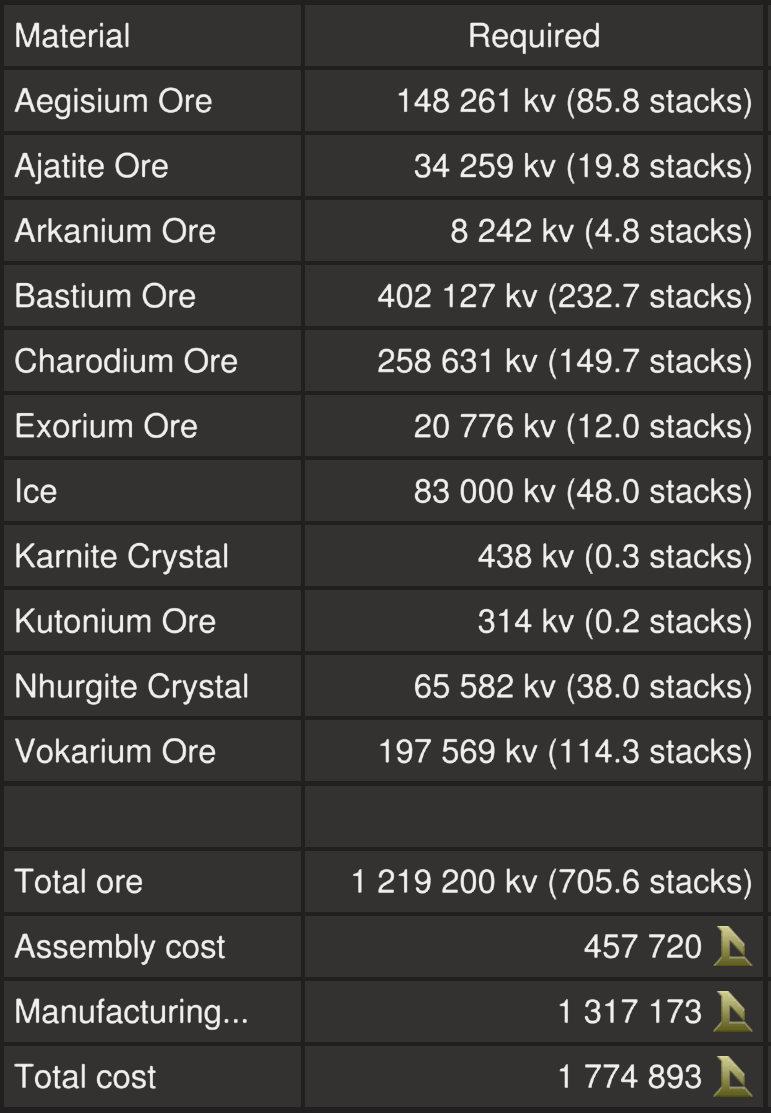 Material Required
Aegisium Ore 148 261 kv (85.8 stacks)
Ajatite Ore 34 259 kv (19.8 stacks)
Arkanium Ore 8 242 kv (4.8 stacks)
Bastium Ore 402 127 kv (232.7 stacks)
Charodium Ore 258 631 kv (149.7 stacks)
Exorium Ore 20 776 kv (12.0 stacks)
Ice 83 000 kv (48.0 stacks)
Karnite Crystal 438 kv (0.3 stacks)
Kutonium Ore 314 kv (0.2 stacks)
Nhurgite Crystal 65 582 kv (38.0 stacks)
Vokarium Ore 197 569 kv (114.3 stacks)
Total ore 1 219 200 kv (705.6 stacks)
Assembly cost 457 720
Manufacturing... 1 317 173
Total cost 1 774 893